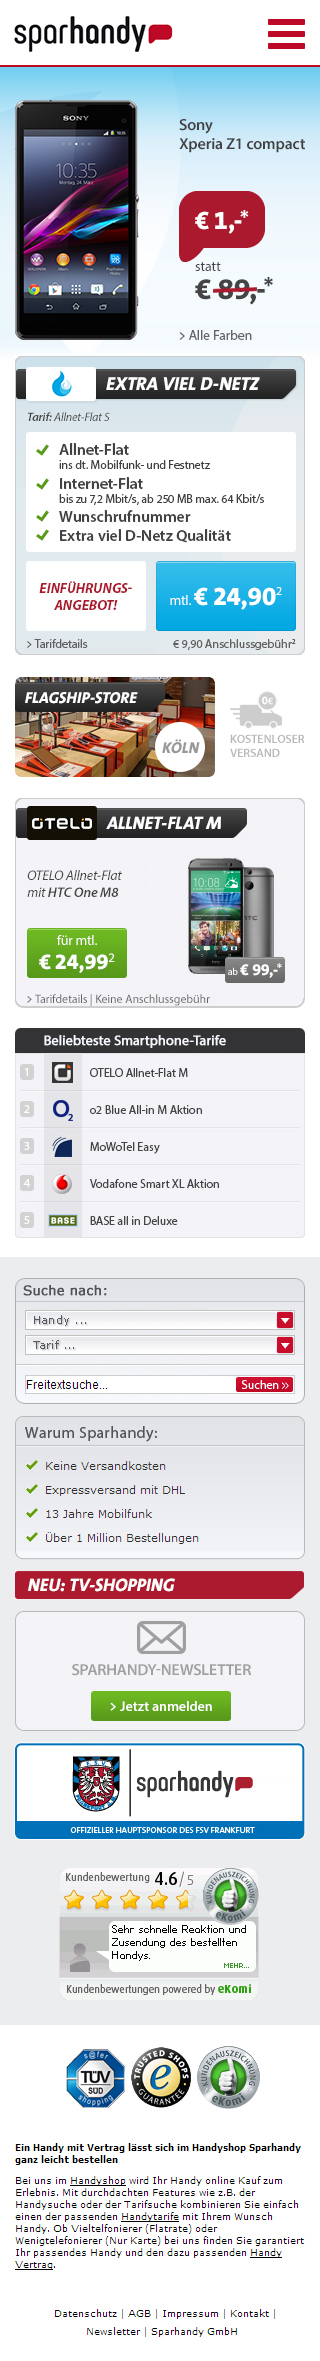 sparhandy
Sony
Xperia Z1 compact
SONY
€ 1,-*
statt
€ 89,-*
> Alle Farben
EXTRA VIEL D-NETZ
Tarif: Allnet-Flat S
Allnet-Flat
ins dt. Mobilfunk- und Festnetz
Internet-Flat
bis zu 7,2 Mbit/s, ab 250 MB max. 64 Kbit/s
Wunschrufnummer
Extra viel D-Netz Qualität
EINFÜHRUNGS-
ANGEBOT!
mtl. € 24,90²
> Tarifdetails
€ 9,90 Anschlussgebühr²
FLAGSHIP-STORE
KÖLN
0€
KOSTENLOSER
VERSAND
OTELO ALLNET-FLAT M
OTELO Allnet-Flat
mit HTC One M8
10:08
hTC
für mtl.
€ 24,99²
ab € 99,-*
> Tarifdetails | Keine Anschlussgebühr
Beliebteste Smartphone-Tarife
1 OTELO Allnet-Flat M
2 O2 o2 Blue All-in M Aktion
3 MoWoTel Easy
4 Vodafone Smart XL Aktion
5 BASE BASE all in Deluxe
Suche nach:
Handy ...
Tarif ...
Freitextsuche...
Suchen »
Warum Sparhandy:
Keine Versandkosten
Expressversand mit DHL
13 Jahre Mobilfunk
Über 1 Million Bestellungen
NEU: TV-SHOPPING
SPARHANDY-NEWSLETTER
> Jetzt anmelden
FSV
FRANKFURT
sparhandy
OFFIZIELLER HAUPTSPONSOR DES FSV FRANKFURT
Kundenbewertung 4.6/5
KUNDENAUSZEICHNUNG
eKomi
Sehr schnelle Reaktion und
Zusendung des bestellten
Handys.
MEHR...
Kundenbewertungen powered by eKomi
s@fer
TÜV
SÜD
shopping
TRUSTED SHOPS
e
GUARANTEE
KUNDENAUSZEICHNUNG
eKomi
Ein Handy mit Vertrag lässt sich im Handyshop Sparhandy
ganz leicht bestellen
Bei uns im Handyshop wird Ihr Handy online Kauf zum
Erlebnis. Mit durchdachten Features wie z.B. der
Handysuche oder der Tarifsuche kombinieren Sie einfach
einen der passenden Handytarife mit Ihrem Wunsch
Handy. Ob Vieltelfonierer (Flatrate) oder
Wenigtelefonierer (Nur Karte) bei uns finden Sie garantiert
Ihr passendes Handy und den dazu passenden Handy
Vertrag.
Datenschutz | AGB | Impressum | Kontakt |
Newsletter | Sparhandy GmbH